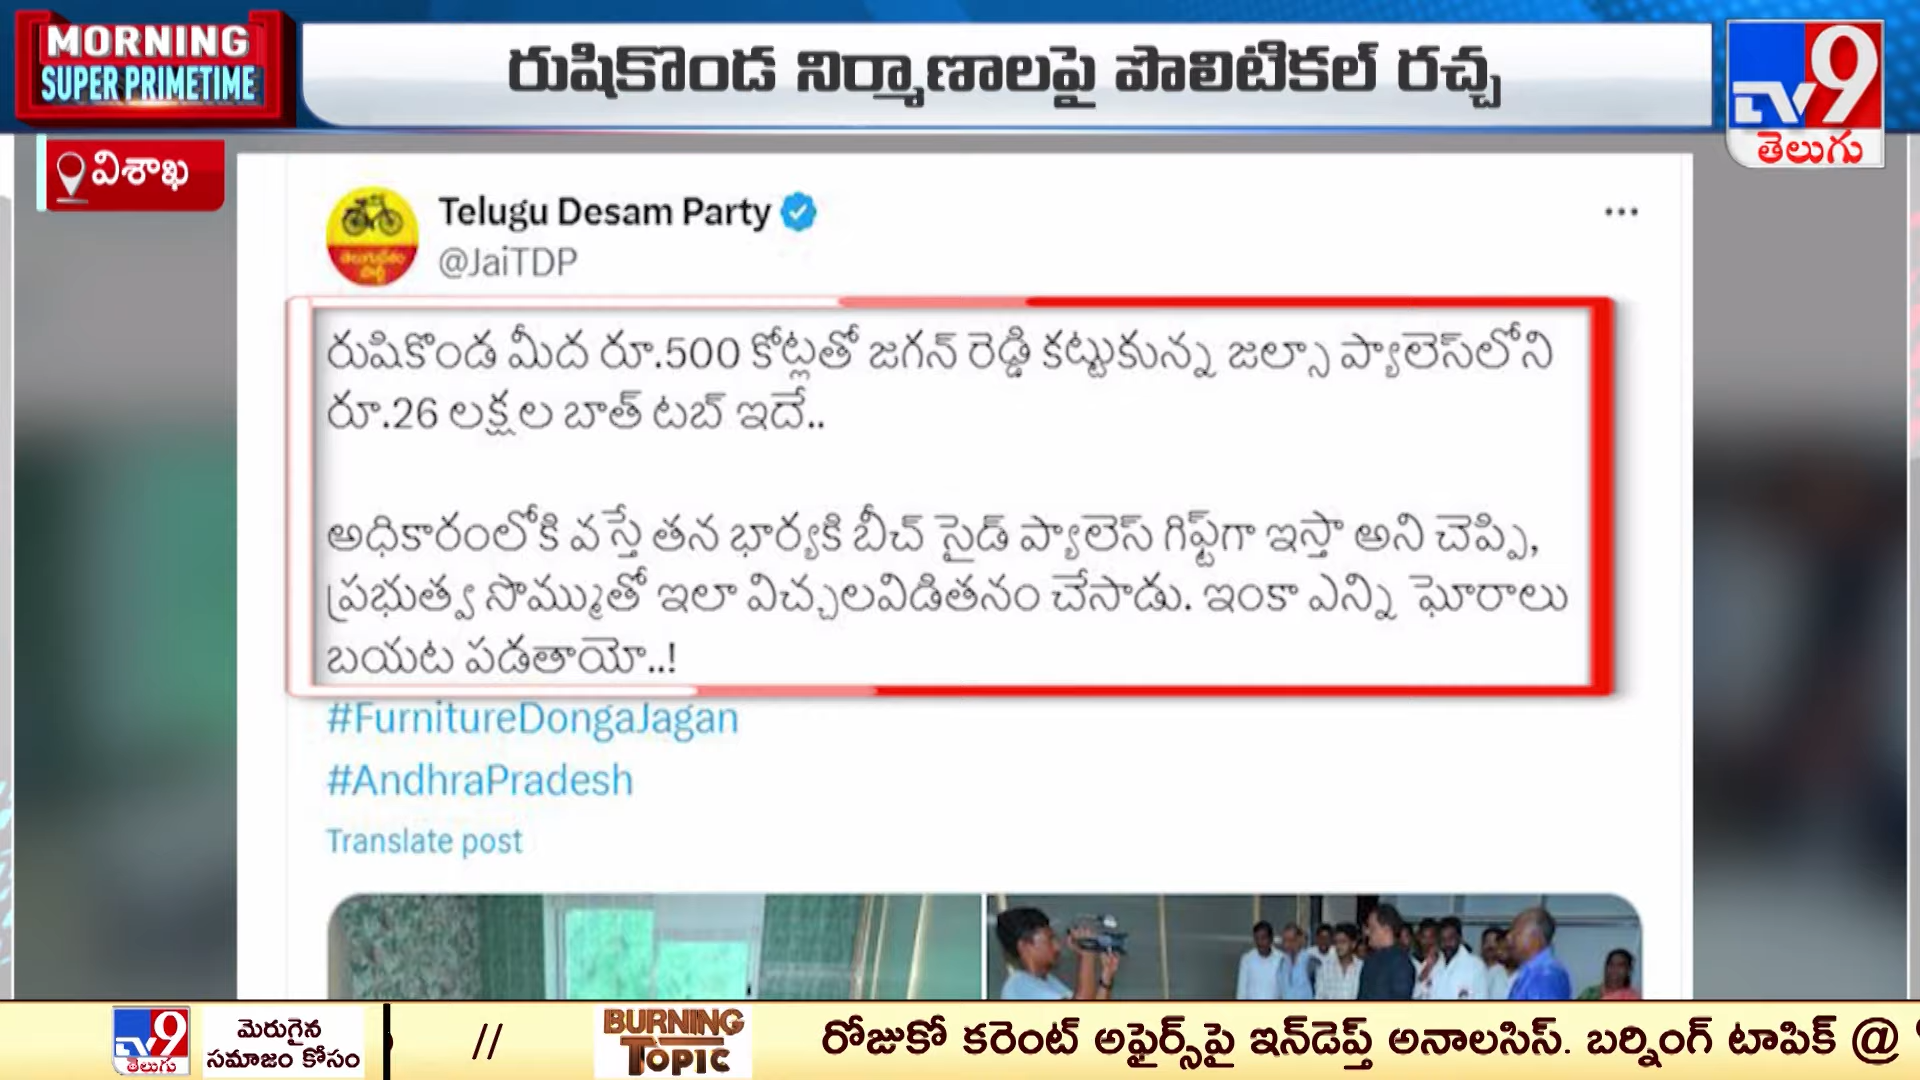 MORNING
SUPER PRIMETIME
రుషికొండ నిర్మాణాలపై పొలిటికల్ రచ్చ
TV9
తెలుగు
విశాఖ
Telugu Desam Party
@JaiTDP
తెలుగుదేశం
పార్టీ
రుషికొండ మీద రూ.500 కోట్లతో జగన్ రెడ్డి కట్టుకున్న జల్సా ప్యాలెస్‌లోని
రూ.26 లక్షల బాత్ టబ్ ఇదే..
అధికారంలోకి వస్తే తన భార్యకి బీచ్ సైడ్ ప్యాలెస్ గిఫ్ట్‌గా ఇస్తా అని చెప్పి,
ప్రభుత్వ సొమ్ముతో ఇలా విచ్చలవిడితనం చేసాడు. ఇంకా ఎన్ని ఘోరాలు
బయట పడతాయో..!
#FurnitureDongaJagan
#AndhraPradesh
Translate post
TV9
తెలుగు
మెరుగైన
సమాజం కోసం
//
BURNING
TOPIC
రోజుకో కరెంట్ అఫైర్స్‌పై ఇన్‌డెప్త్ అనాలసిస్. బర్నింగ్ టాపిక్ @